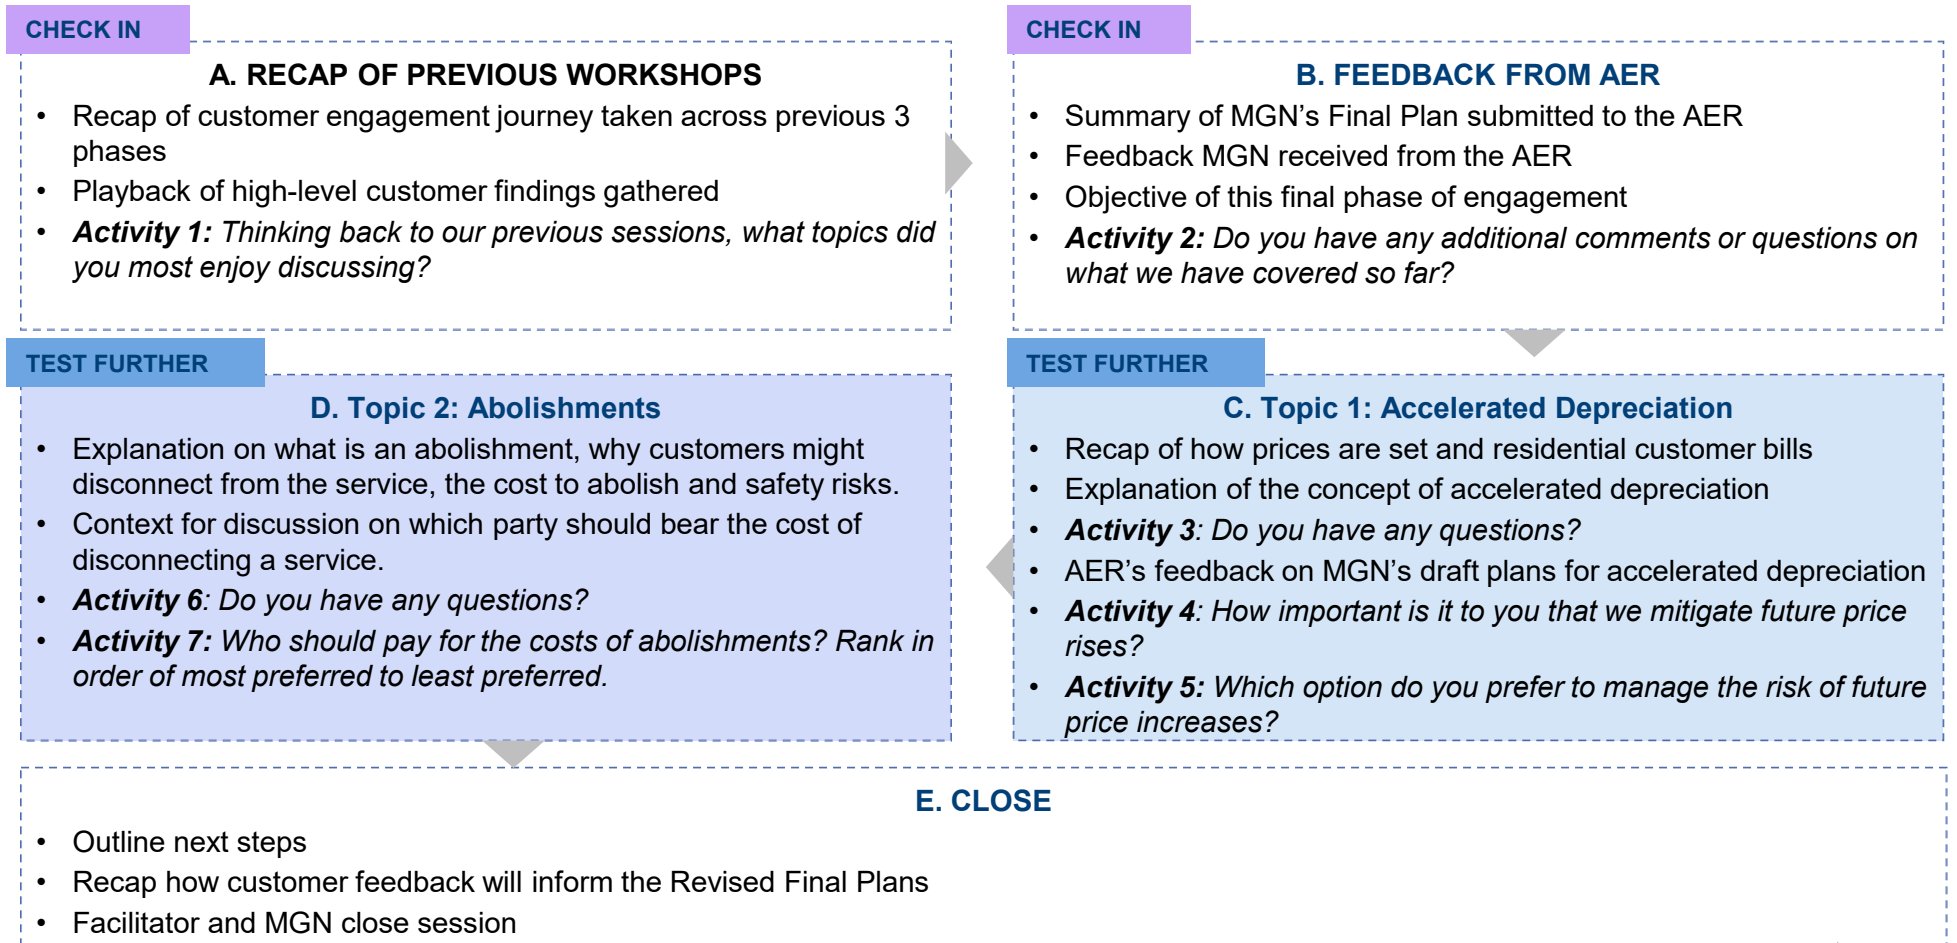 CHECK IN
A. RECAP OF PREVIOUS WORKSHOPS
• Recap of customer engagement journey taken across previous 3
phases
• Playback of high-level customer findings gathered
• Activity 1: Thinking back to our previous sessions, what topics did
you most enjoy discussing?
CHECK IN
B. FEEDBACK FROM AER
• Summary of MGN’s Final Plan submitted to the AER
• Feedback MGN received from the AER
• Objective of this final phase of engagement
• Activity 2: Do you have any additional comments or questions on
what we have covered so far?
TEST FURTHER
C. Topic 1: Accelerated Depreciation
• Recap of how prices are set and residential customer bills
• Explanation of the concept of accelerated depreciation
• Activity 3: Do you have any questions?
• AER’s feedback on MGN’s draft plans for accelerated depreciation
• Activity 4: How important is it to you that we mitigate future price
rises?
• Activity 5: Which option do you prefer to manage the risk of future
price increases?
TEST FURTHER
D. Topic 2: Abolishments
• Explanation on what is an abolishment, why customers might
disconnect from the service, the cost to abolish and safety risks.
• Context for discussion on which party should bear the cost of
disconnecting a service.
• Activity 6: Do you have any questions?
• Activity 7: Who should pay for the costs of abolishments? Rank in
order of most preferred to least preferred.
E. CLOSE
• Outline next steps
• Recap how customer feedback will inform the Revised Final Plans
• Facilitator and MGN close session